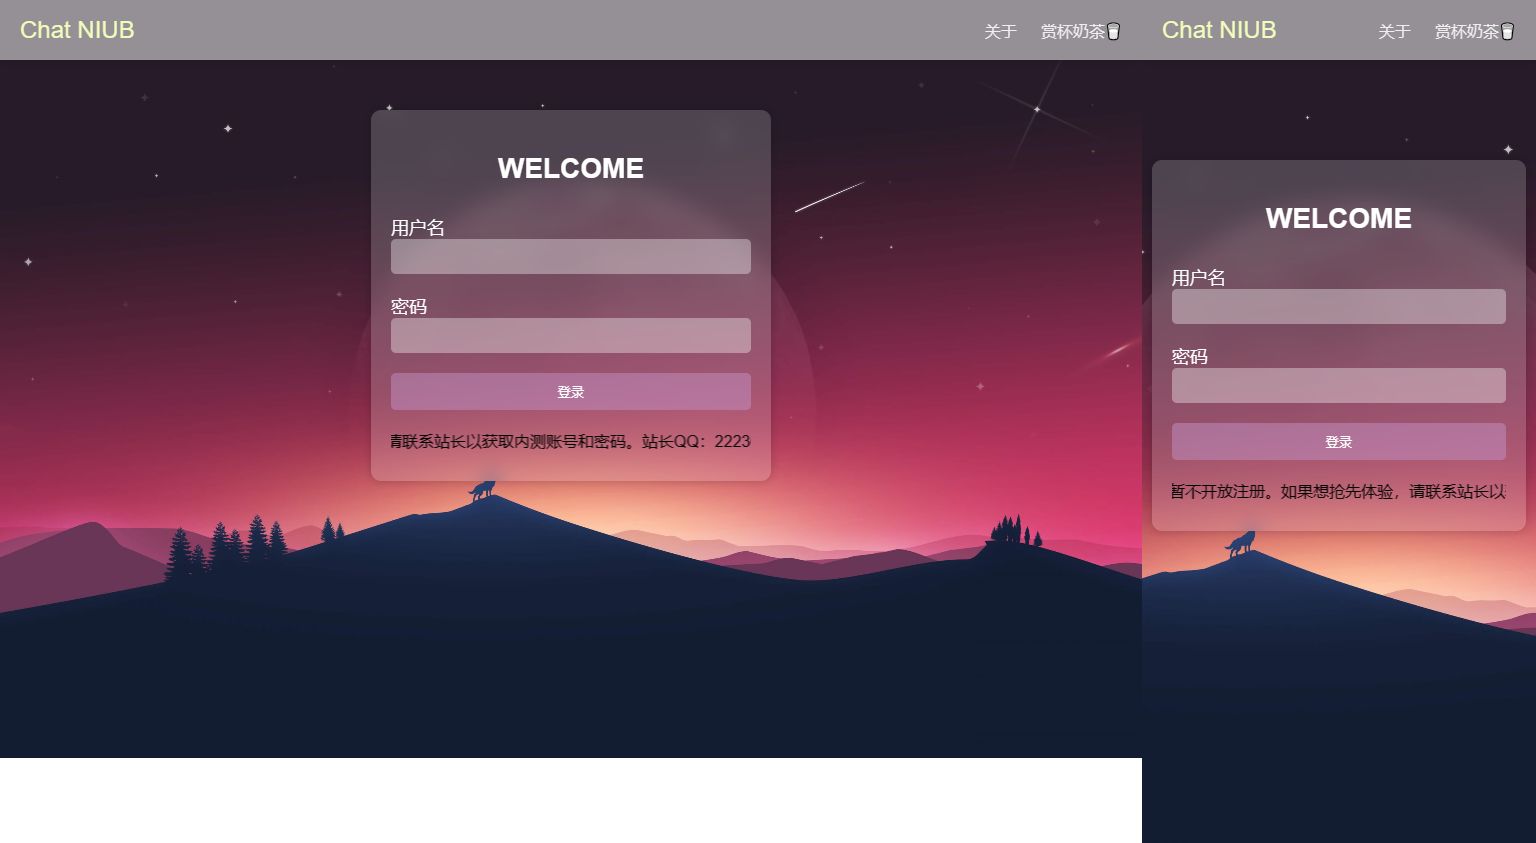 Chat NIUB
关于 赏杯奶茶
WELCOME
用户名
密码
登录
请联系站长以获取内测账号和密码。站长QQ：2223
Chat NIUB
关于 赏杯奶茶
WELCOME
用户名
密码
登录
暂不开放注册。如果想抢先体验，请联系站长以